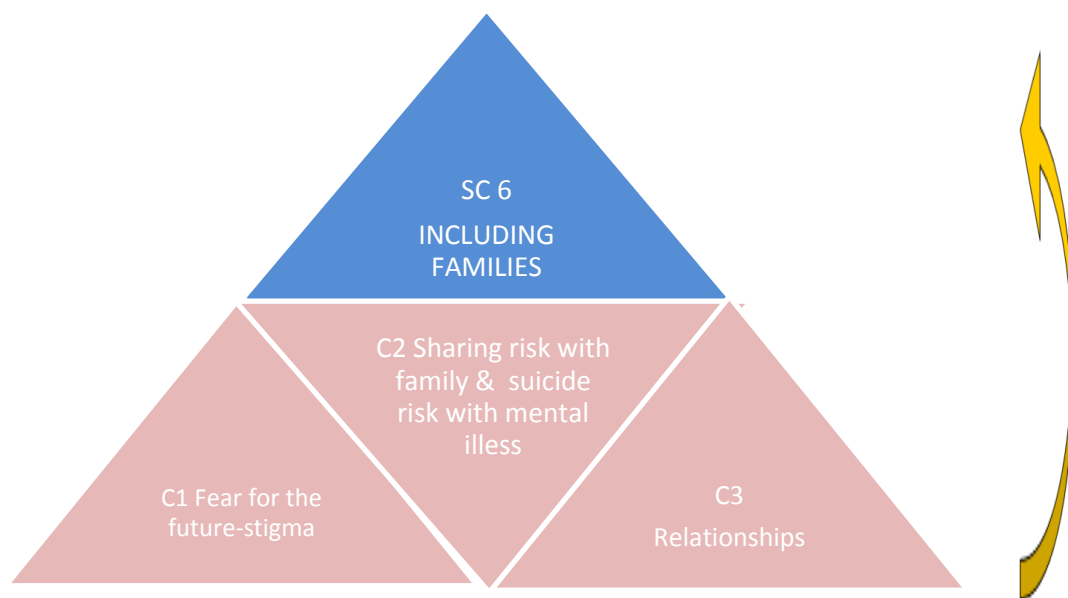 SC 6
INCLUDING
FAMILIES
C2 Sharing risk with
family & suicide
risk with mental
illess
C1 Fear for the
future-stigma
C3
Relationships